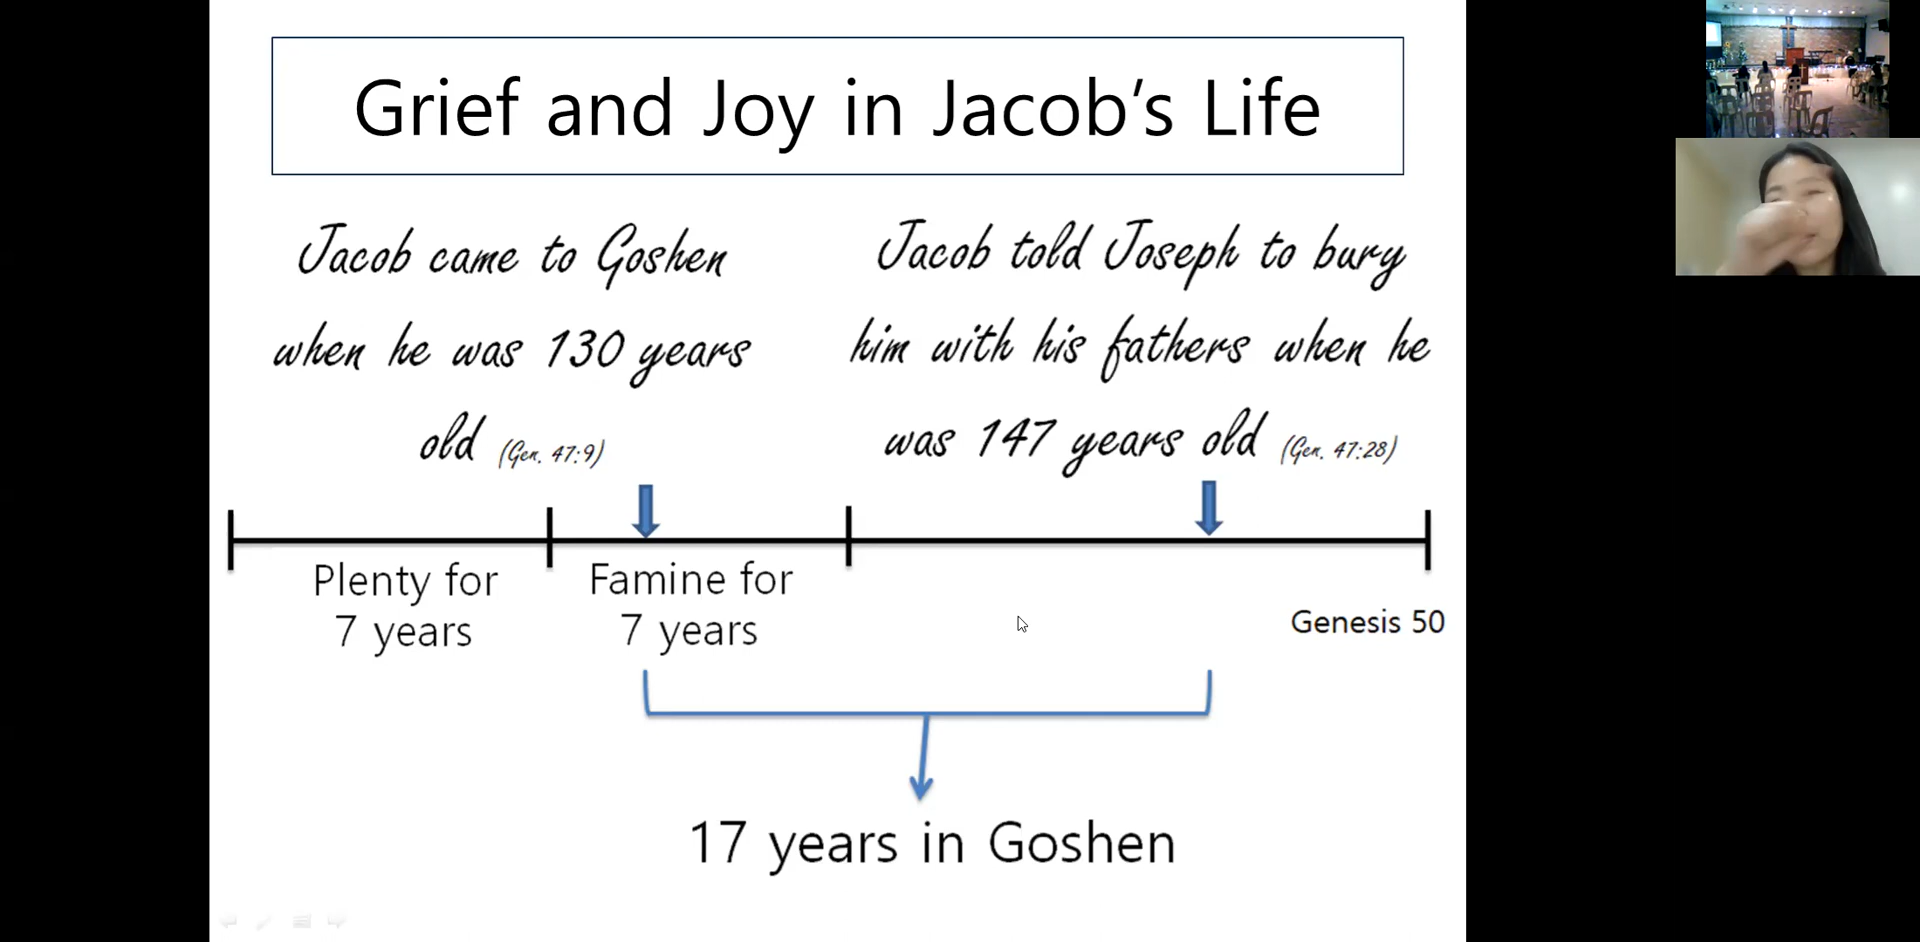 Grief and Joy in Jacob's Life
Jacob came to Goshen
when he was 130 years
old (Gen. 47:9)
Jacob told Joseph to bury
him with his fathers when he
was 147 years old (Gen. 47:28)
Plenty for
7 years
Famine for
7 years
Genesis 50
17 years in Goshen